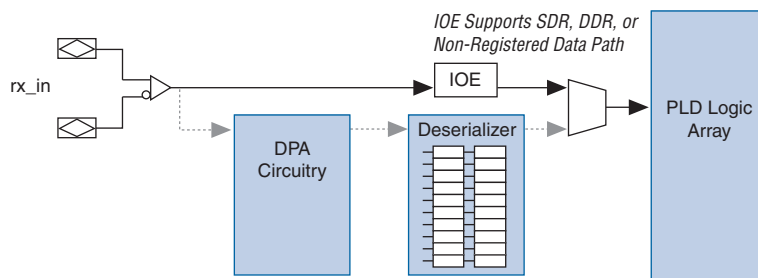 IOE Supports SDR, DDR, or
Non-Registered Data Path
rx_in
IOE
PLD Logic
Array
DPA
Circuitry
Deserializer